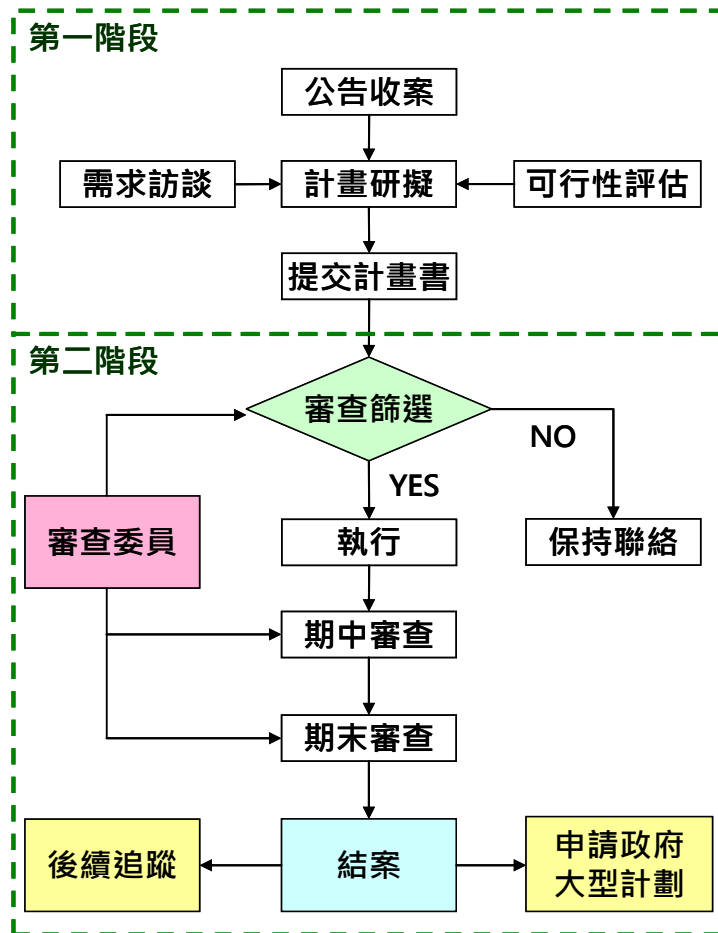 第一階段
公告收案
需求訪談
計畫研擬
可行性評估
提交計畫書
第二階段
審查篩選
NO
YES
審查委員
執行
保持聯絡
期中審查
期末審查
後續追蹤
結案
申請政府
大型計劃